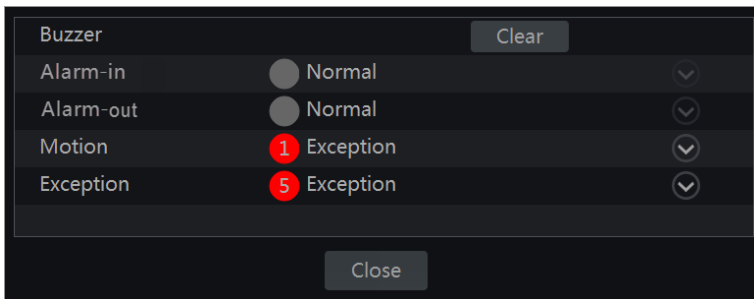 Buzzer Clear
Alarm-in Normal
Alarm-out Normal
Motion 1 Exception
Exception 5 Exception
Close